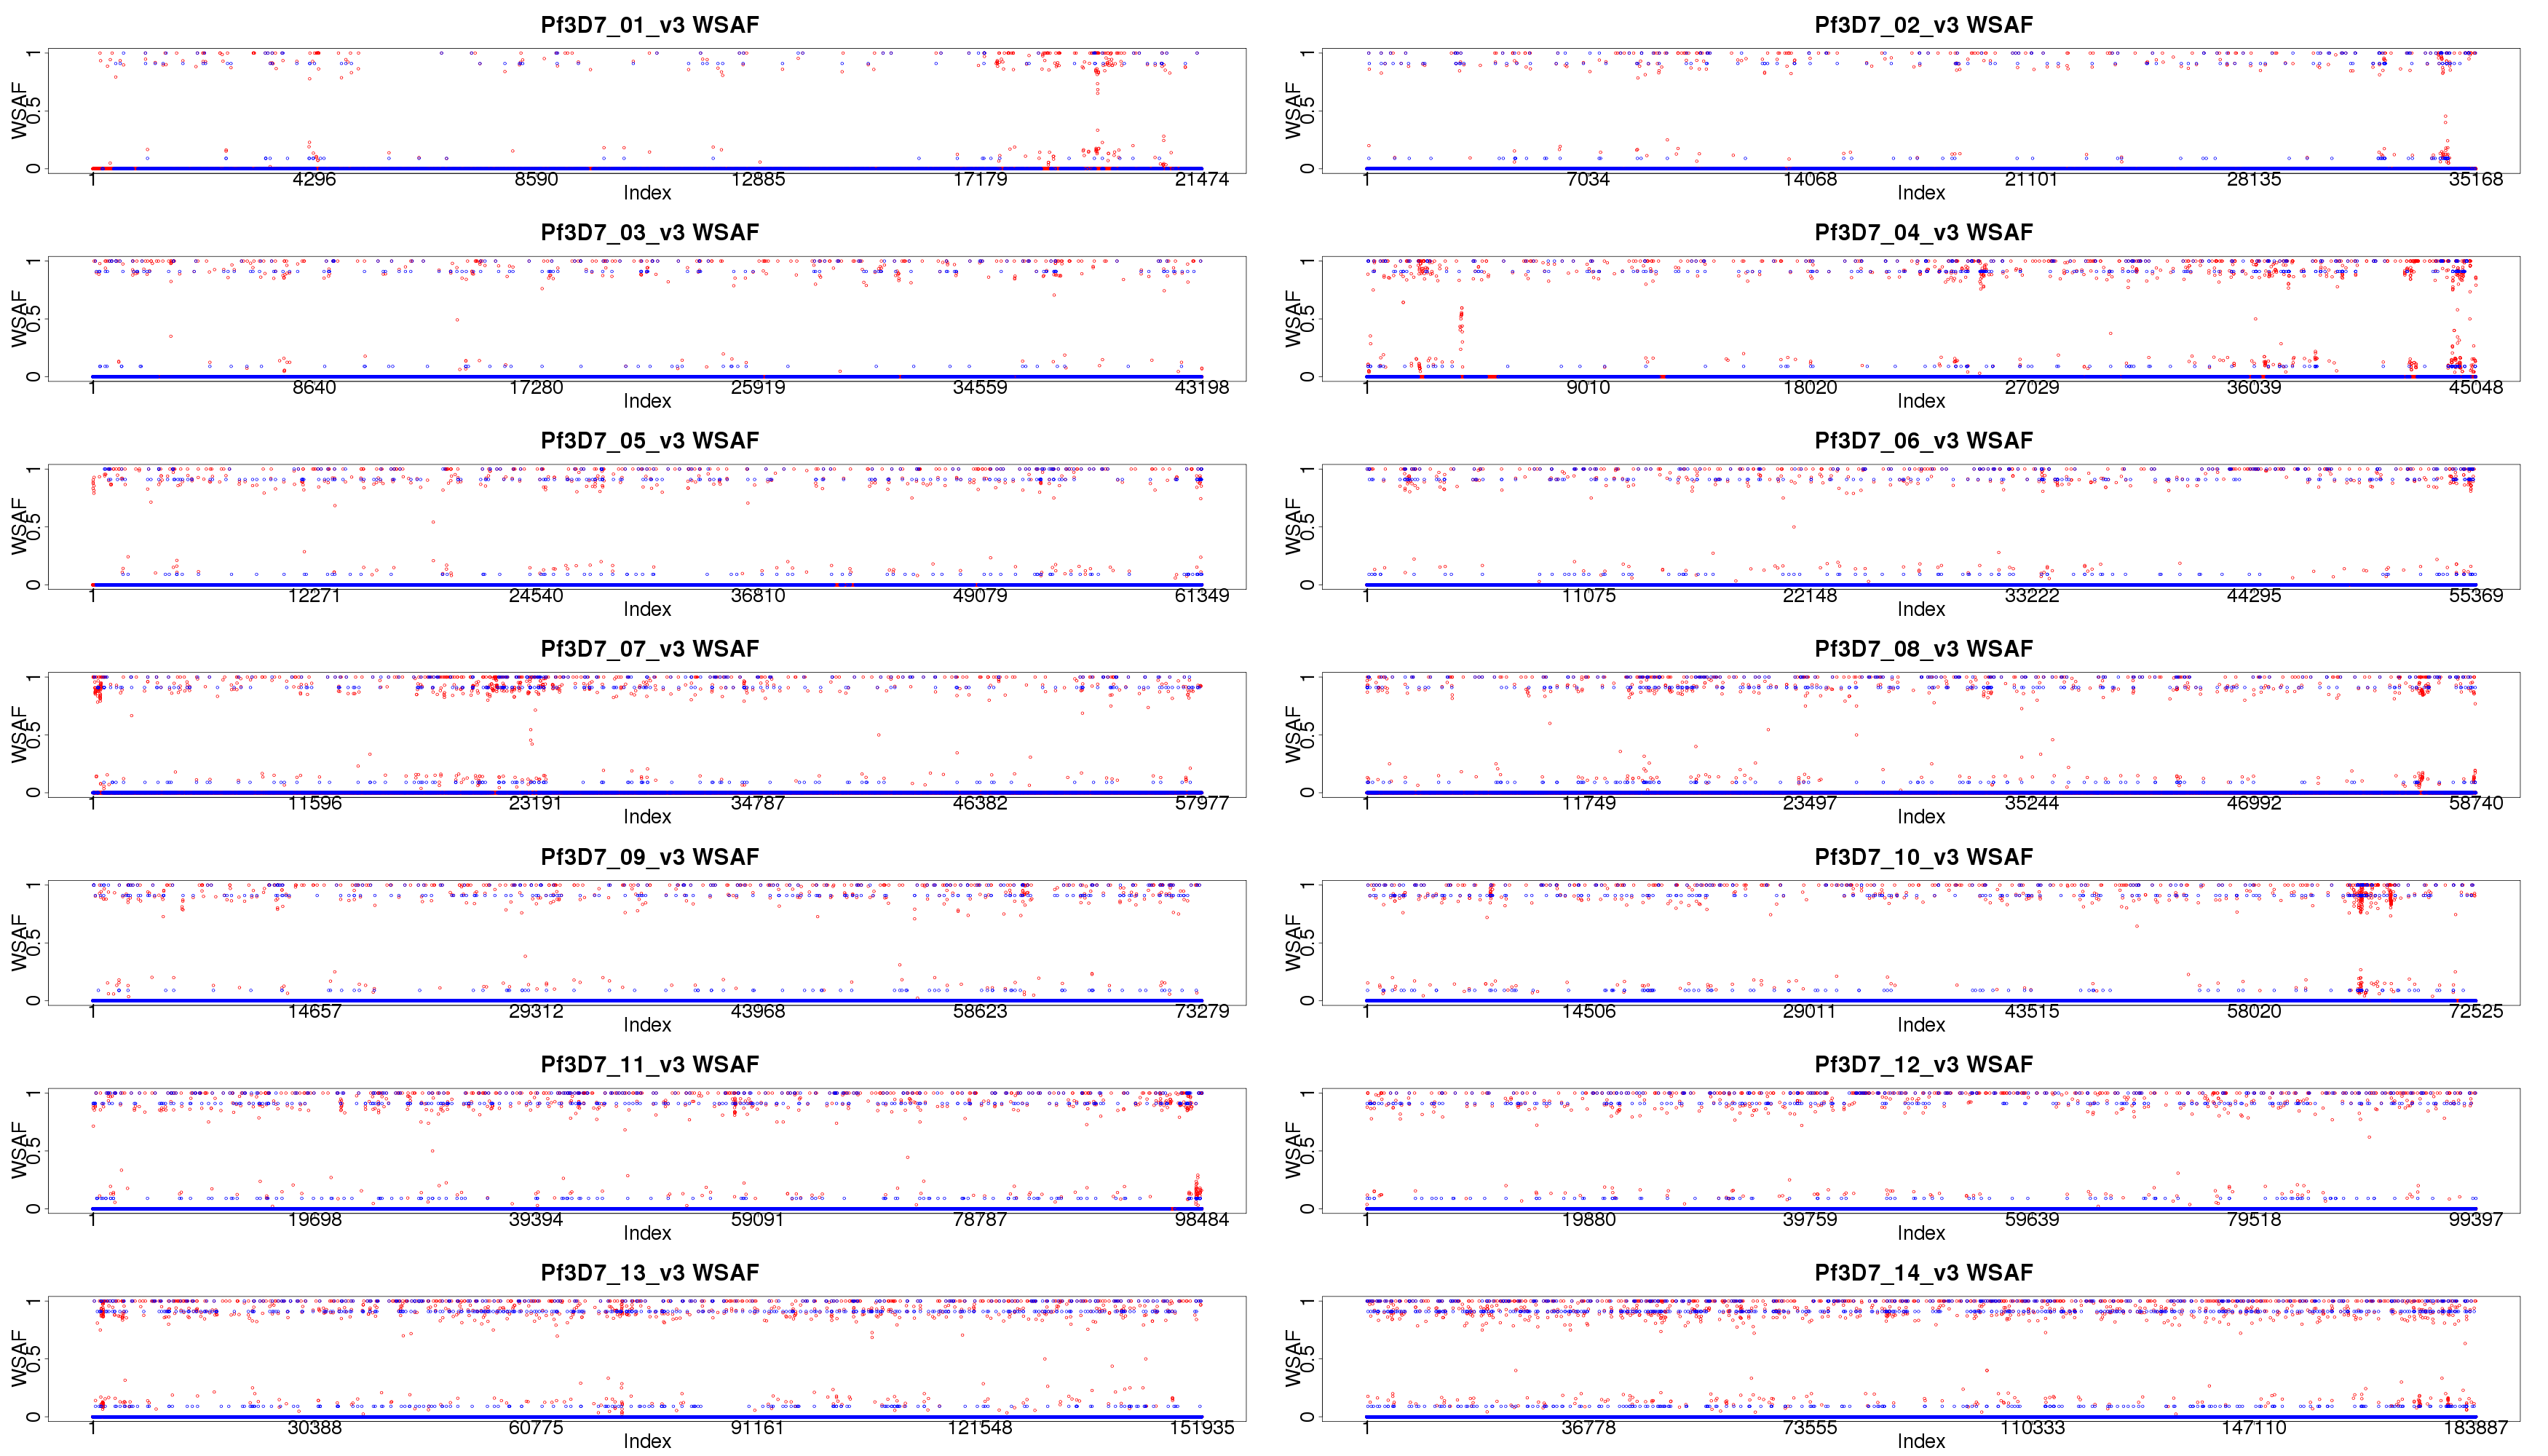 Pf3D7_01_v3 WSAF
WSAF
0 0.5 1
1 4296 8590 12885 17179 21474
Index
Pf3D7_02_v3 WSAF
WSAF
0 0.5 1
1 7034 14068 21101 28135 35168
Index
Pf3D7_03_v3 WSAF
WSAF
0 0.5 1
1 8640 17280 25919 34559 43198
Index
Pf3D7_04_v3 WSAF
WSAF
0 0.5 1
1 9010 18020 27029 36039 45048
Index
Pf3D7_05_v3 WSAF
WSAF
0 0.5 1
1 12271 24540 36810 49079 61349
Index
Pf3D7_06_v3 WSAF
WSAF
0 0.5 1
1 11075 22148 33222 44295 55369
Index
Pf3D7_07_v3 WSAF
WSAF
0 0.5 1
1 11596 23191 34787 46382 57977
Index
Pf3D7_08_v3 WSAF
WSAF
0 0.5 1
1 11749 23497 35244 46992 58740
Index
Pf3D7_09_v3 WSAF
WSAF
0 0.5 1
1 14657 29312 43968 58623 73279
Index
Pf3D7_10_v3 WSAF
WSAF
0 0.5 1
1 14506 29011 43515 58020 72525
Index
Pf3D7_11_v3 WSAF
WSAF
0 0.5 1
1 19698 39394 59091 78787 98484
Index
Pf3D7_12_v3 WSAF
WSAF
0 0.5 1
1 19880 39759 59639 79518 99397
Index
Pf3D7_13_v3 WSAF
WSAF
0 0.5 1
1 30388 60775 91161 121548 151935
Index
Pf3D7_14_v3 WSAF
WSAF
0 0.5 1
1 36778 73555 110333 147110 183887
Index